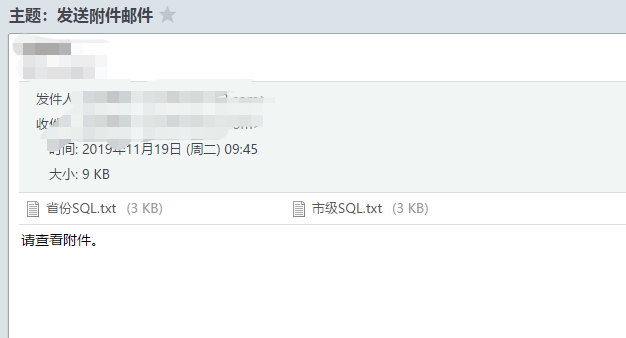 主题：发送附件邮件
发件人
收件
时间: 2019年11月19日 (周二) 09:45
大小: 9 KB
省份SQL.txt (3 KB) 市级SQL.txt (3 KB)
请查看附件。